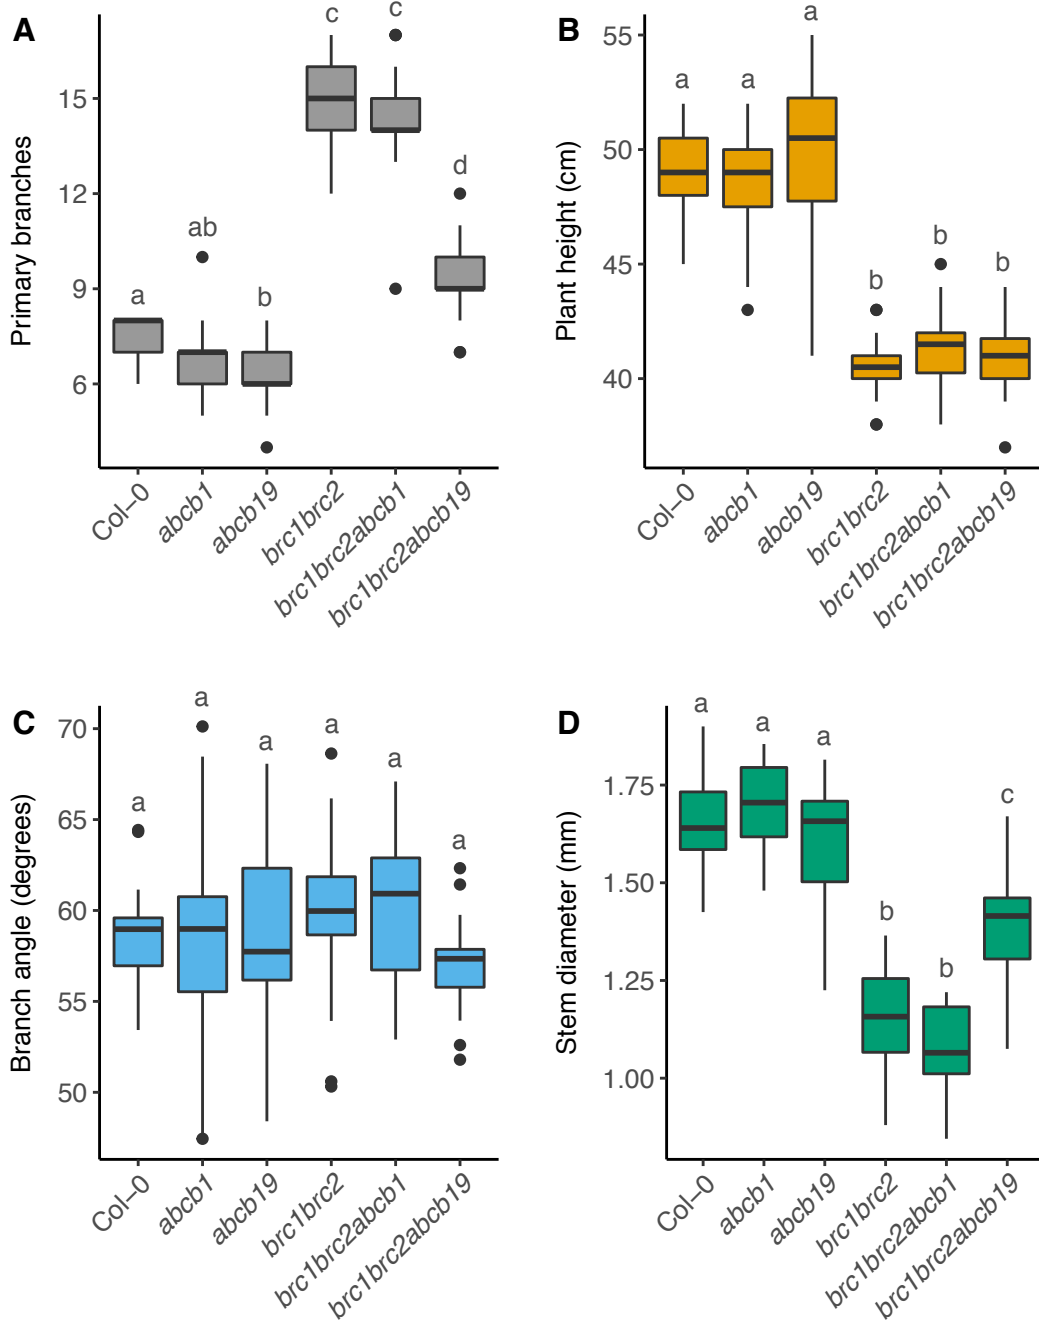 A
Primary branches
15
12
9
6
a
ab
b
c
c
d
Col-0
abcb1
abcb19
brc1brc2
brc1brc2abcb1
brc1brc2abcb19
B
Plant height (cm)
55
50
45
40
a
a
a
b
b
b
Col-0
abcb1
abcb19
brc1brc2
brc1brc2abcb1
brc1brc2abcb19
C
Branch angle (degrees)
70
65
60
55
50
a
a
a
a
a
a
Col-0
abcb1
abcb19
brc1brc2
brc1brc2abcb1
brc1brc2abcb19
D
Stem diameter (mm)
1.75
1.50
1.25
1.00
a
a
a
b
b
c
Col-0
abcb1
abcb19
brc1brc2
brc1brc2abcb1
brc1brc2abcb19